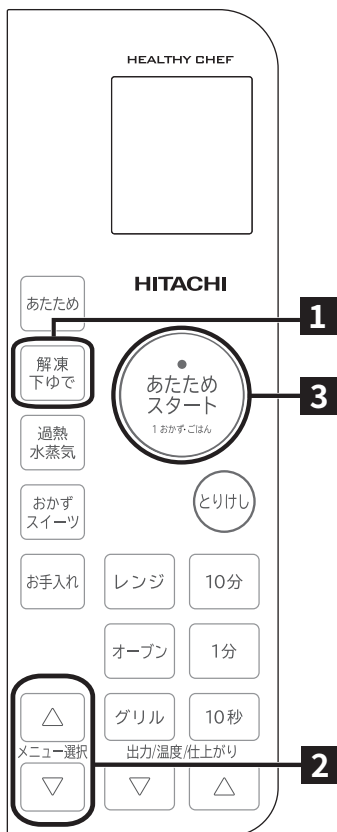 HEALTHY CHEF
HITACHI
あたため
1
解凍
下ゆで
あたため
スタート
1 おかず・ごはん
3
過熱
水蒸気
おかず
スイーツ
とりけし
お手入れ
レンジ
10分
オーブン
1分
△
グリル
10秒
メニュー選択
出力/温度/仕上がり
2
▽
▽
△